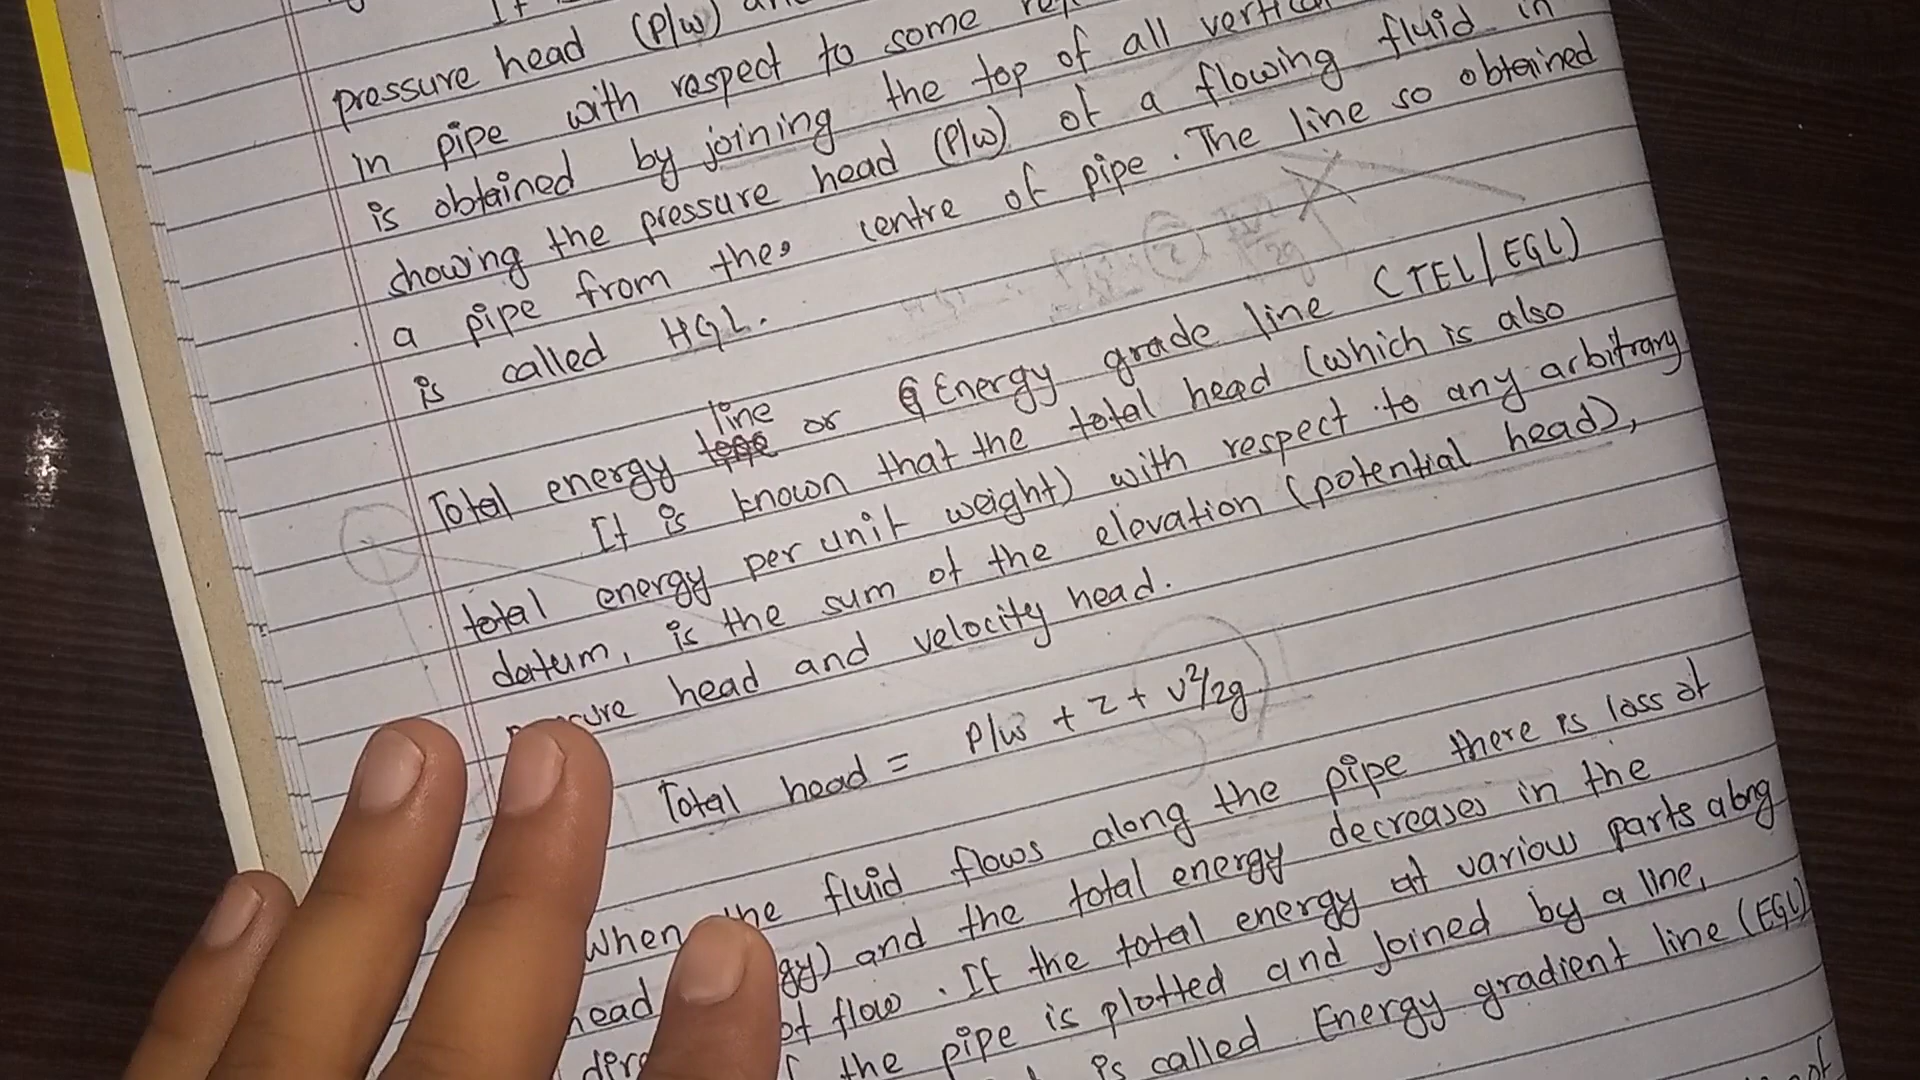 It
pressure head (P/w)
in pipe with respect to some
is obtained by joining the top of all
showing the pressure head (P/w) of a flowing fluid in
a pipe from the centre of pipe. The line so obtained
is called HGL.
Total energy line or Energy grade line (TEL/EGL)
It is known that the total head (which is also
total energy per unit weight) with respect to any arbitrary
datum, is the sum of the elevation (potential head),
head and velocity head.
Total head = P/w + z + v²/2g
When the fluid flows along the pipe there is loss of
head and the total energy decreases in the
of flow. If the total energy at various parts along
the pipe is plotted and joined by a line,
is called Energy gradient line (EGL)